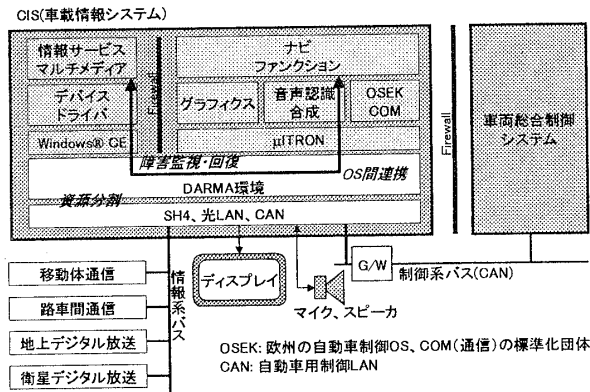 CIS(車載情報システム)
情報サービス
マルチメディア
デバイス
ドライバ
Windows® CE
Firewall
ナビ
ファンクション
グラフィクス
音声認識
合成
OSEK
COM
μITRON
障害監視・回復
OS間連携
資源分割
DARMA環境
SH4、光LAN、CAN
Firewall
車両総合制御
システム
移動体通信
路車間通信
地上デジタル放送
衛星デジタル放送
情報系バス
ディスプレイ
マイク、スピーカ
G/W
制御系バス(CAN)
OSEK: 欧州の自動車制御OS、COM(通信)の標準化団体
CAN: 自動車用制御LAN